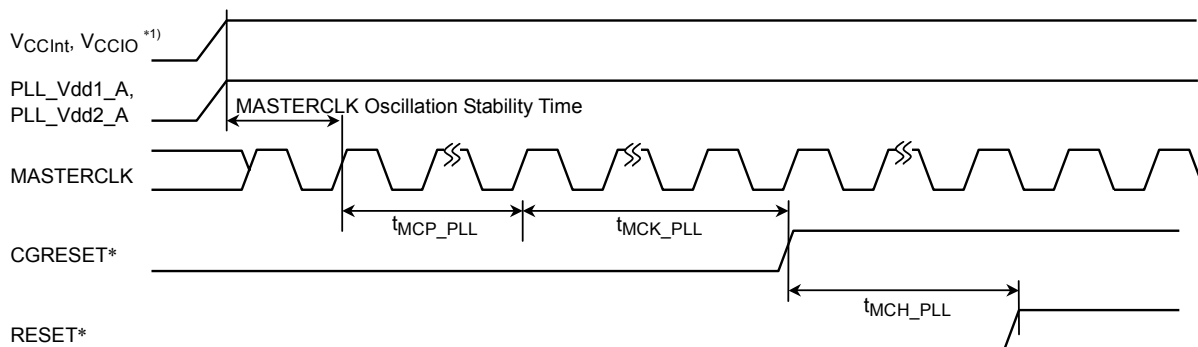 VCCInt, VCCIO *1)
PLL_Vdd1_A,
PLL_Vdd2_A
MASTERCLK Oscillation Stability Time
MASTERCLK
tMCP_PLL
tMCK_PLL
CGRESET*
tMCH_PLL
RESET*